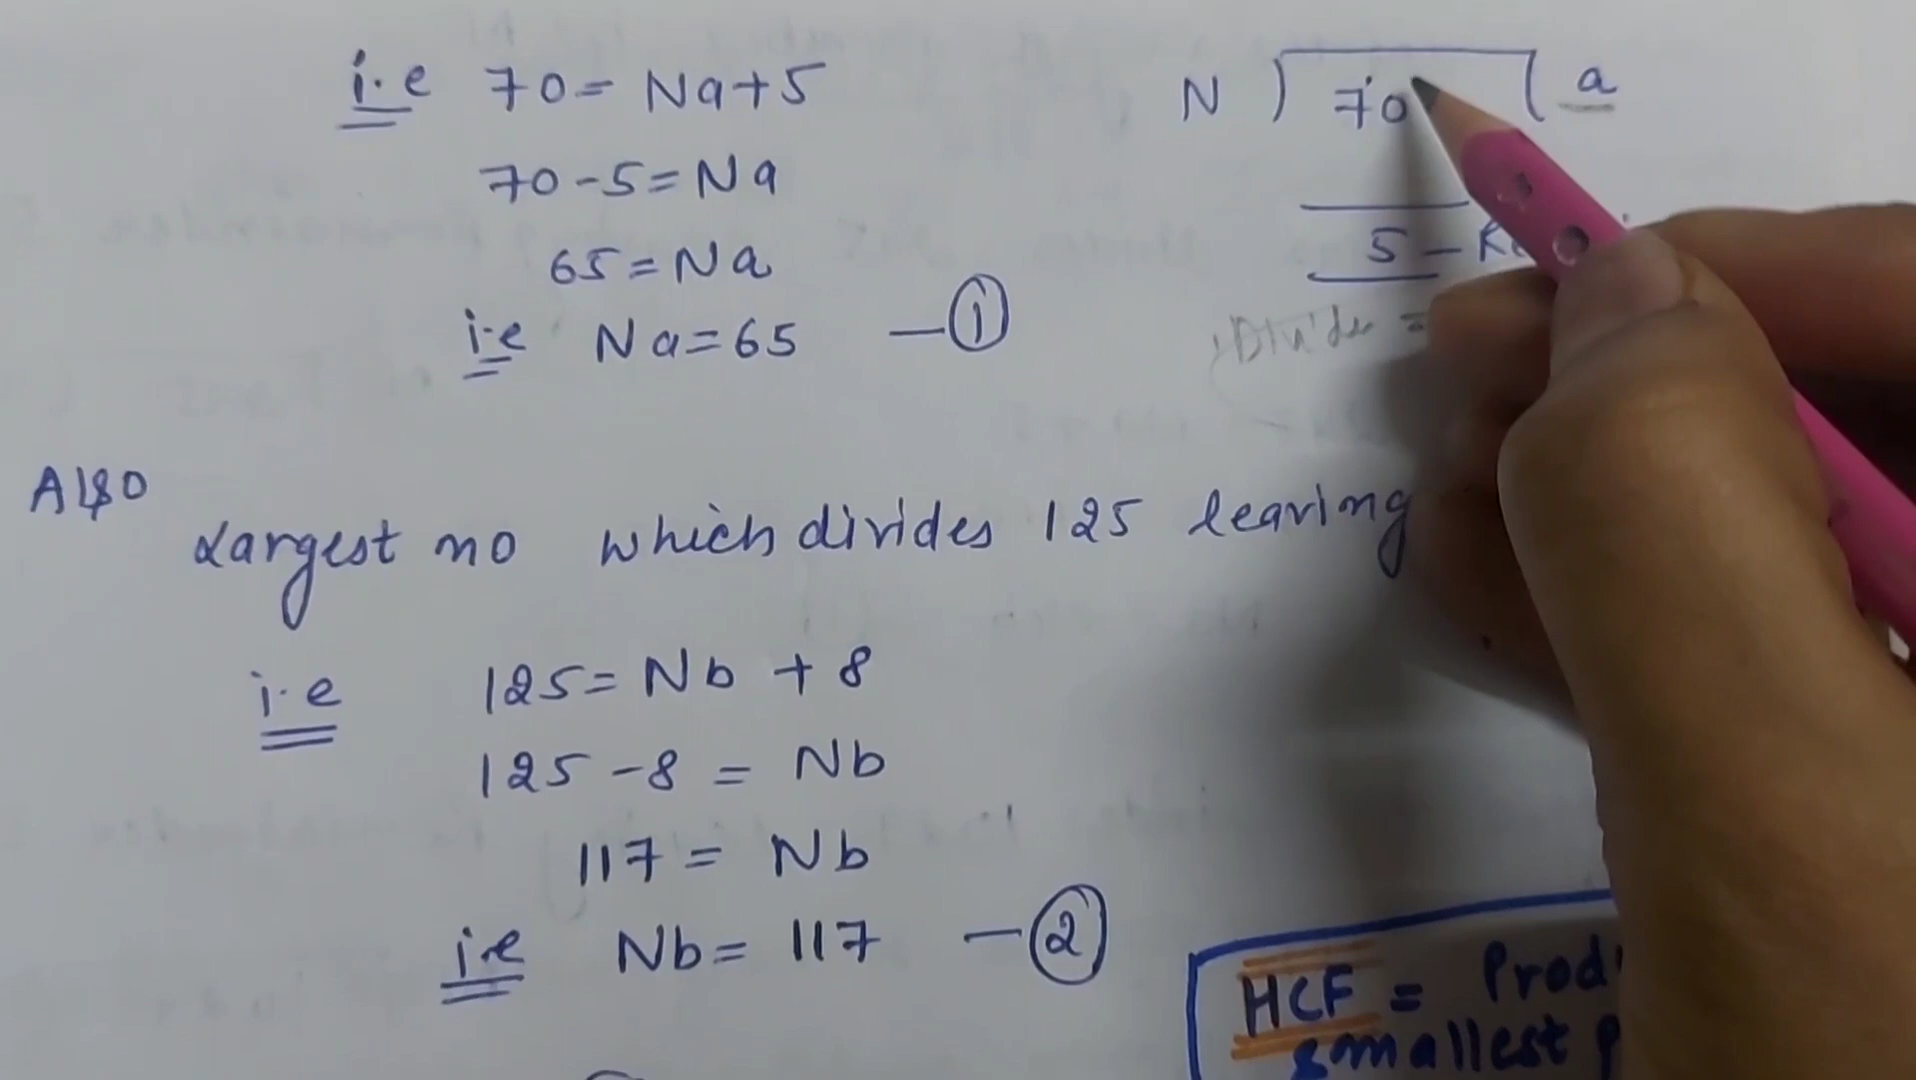 i.e 70 = Na + 5
70 - 5 = Na
65 = Na
i.e Na = 65 — ①
N ) 70 ( a
5 -
Divide =
Also
Largest no which divides 125 leaving
i.e 125 = Nb + 8
125 - 8 = Nb
117 = Nb
i.e Nb = 117 — ②
HCF =
smallest